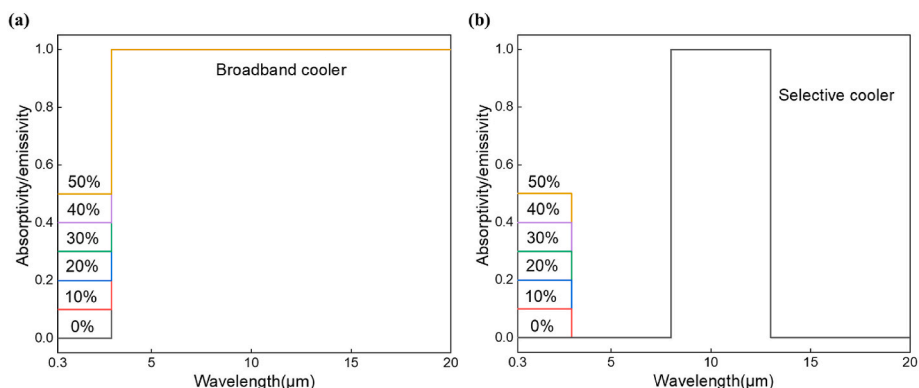 (a)
Absorptivity/emissivity
1.0
0.8
0.6
0.4
0.2
0.0
Broadband cooler
50%
40%
30%
20%
10%
0%
0.3 5 10 15 20
Wavelength(μm)
(b)
Absorptivity/emissivity
1.0
0.8
0.6
0.4
0.2
0.0
Selective cooler
50%
40%
30%
20%
10%
0%
0.3 5 10 15 20
Wavelength(μm)